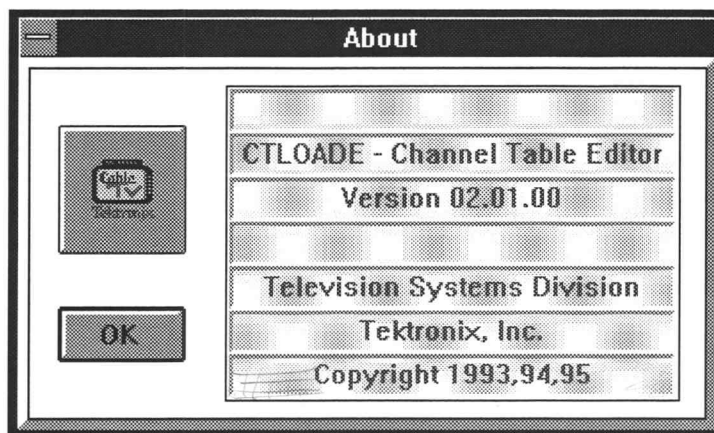 About
CTLOADE - Channel Table Editor
Version 02.01.00
Cable
TV
Tektronix
Television Systems Division
OK
Tektronix, Inc.
Copyright 1993,94,95